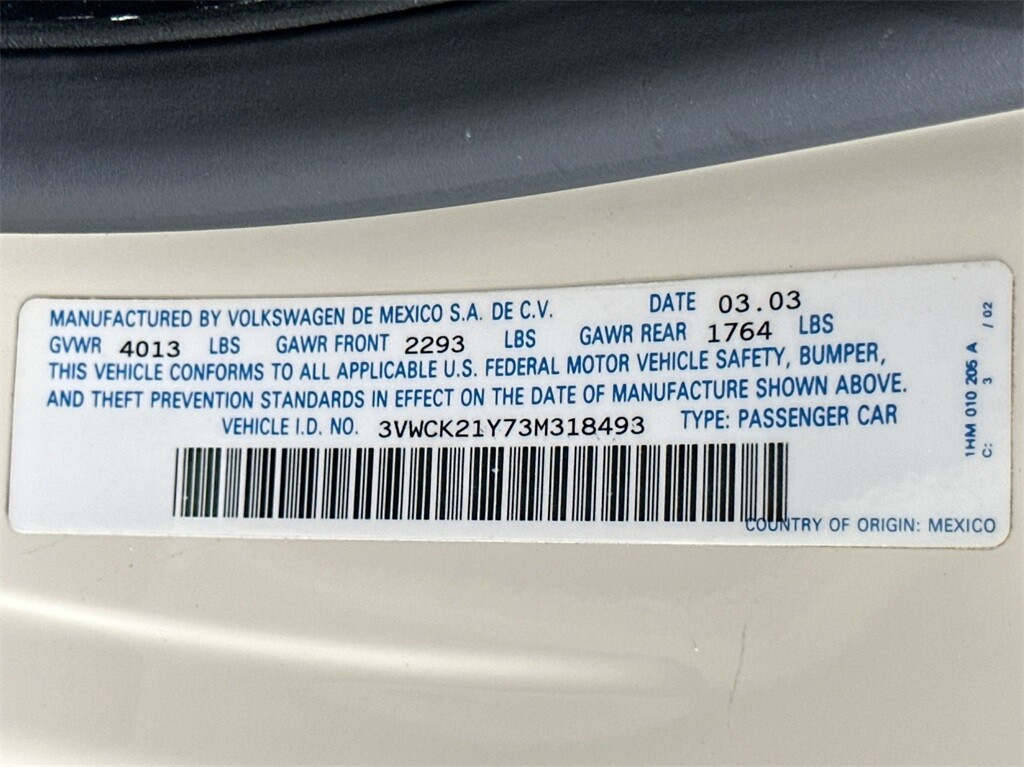 MANUFACTURED BY VOLKSWAGEN DE MEXICO S.A. DE C.V. DATE 03.03
GVWR 4013 LBS GAWR FRONT 2293 LBS GAWR REAR 1764 LBS
THIS VEHICLE CONFORMS TO ALL APPLICABLE U.S. FEDERAL MOTOR VEHICLE SAFETY, BUMPER,
AND THEFT PREVENTION STANDARDS IN EFFECT ON THE DATE OF MANUFACTURE SHOWN ABOVE.
VEHICLE I.D. NO. 3VWCK21Y73M318493 TYPE: PASSENGER CAR
COUNTRY OF ORIGIN: MEXICO
1HM 010 205 A
C: 3 / 02